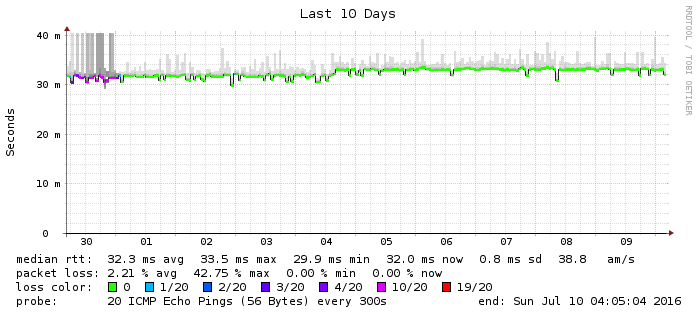 Last 10 Days
RRDTOOL / TOBI OETIKER
Seconds
40 m
30 m
20 m
10 m
0
30 01 02 03 04 05 06 07 08 09
median rtt: 32.3 ms avg 33.5 ms max 29.9 ms min 32.0 ms now 0.8 ms sd 38.8 am/s
packet loss: 2.21 % avg 42.75 % max 0.00 % min 0.00 % now
loss color: 0 1/20 2/20 3/20 4/20 10/20 19/20
probe: 20 ICMP Echo Pings (56 Bytes) every 300s end: Sun Jul 10 04:05:04 2016